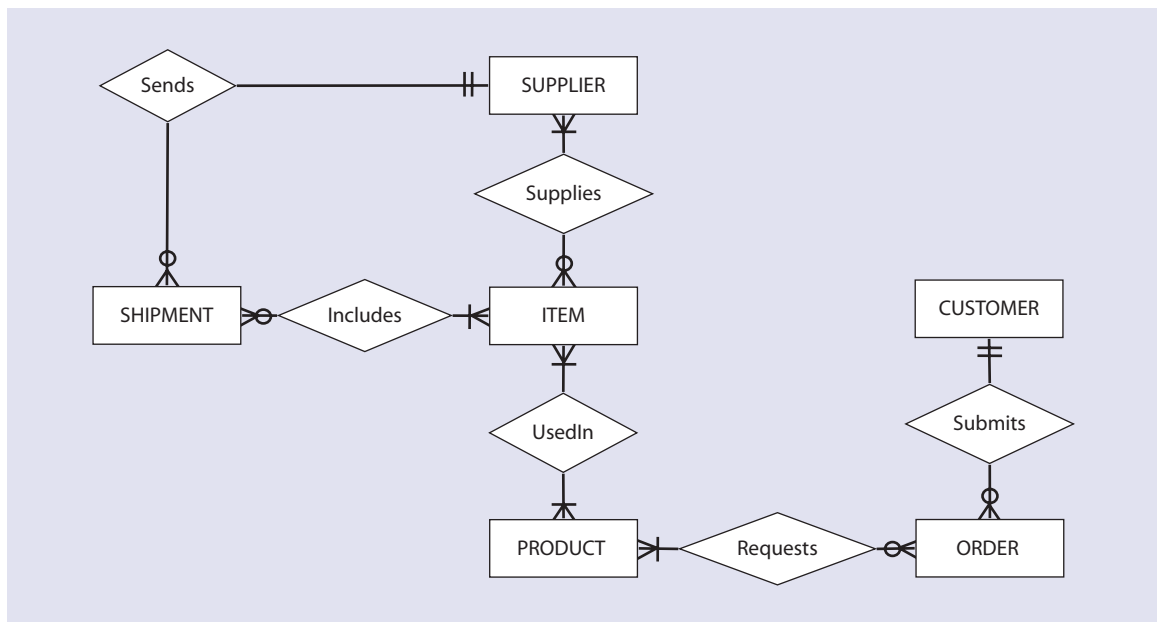 Sends
SUPPLIER
Supplies
SHIPMENT
Includes
ITEM
CUSTOMER
UsedIn
Submits
PRODUCT
Requests
ORDER